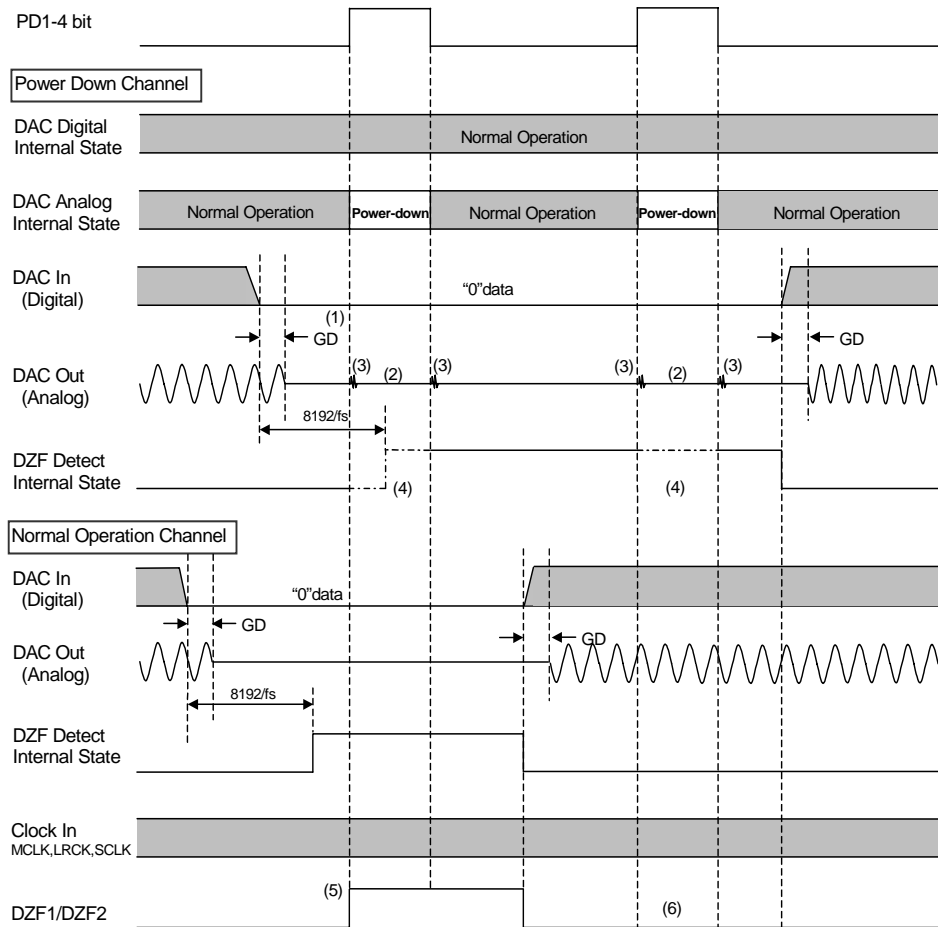 PD1-4 bit
Power Down Channel
DAC Digital
Internal State
Normal Operation
DAC Analog
Internal State
Normal Operation
Power-down
Normal Operation
Power-down
Normal Operation
DAC In
(Digital)
“0”data
(1)
GD
GD
DAC Out
(Analog)
(3)
(2)
(3)
(3)
(2)
(3)
8192/fs
DZF Detect
Internal State
(4)
(4)
Normal Operation Channel
DAC In
(Digital)
“0”data
GD
GD
DAC Out
(Analog)
8192/fs
DZF Detect
Internal State
Clock In
MCLK,LRCK,SCLK
DZF1/DZF2
(5)
(6)